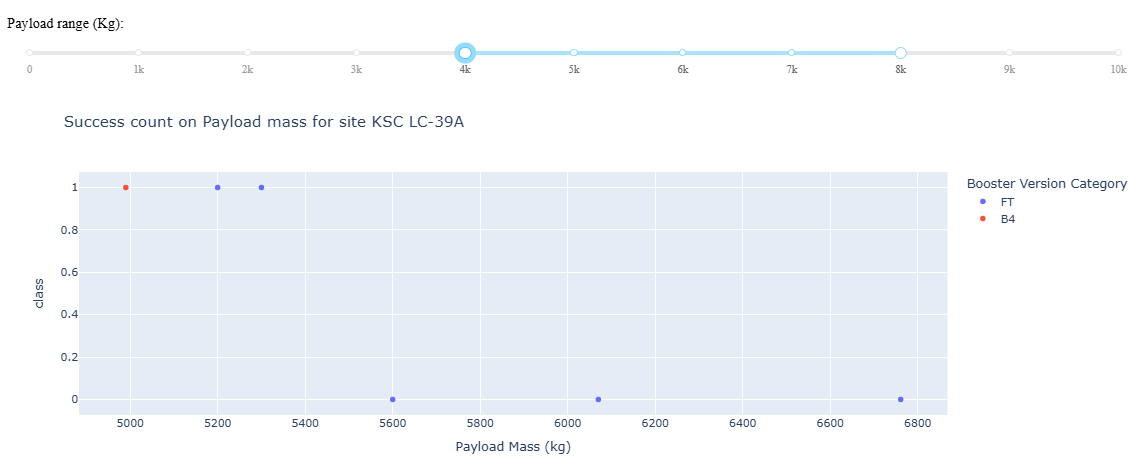 Payload range (Kg):
0 1k 2k 3k 4k 5k 6k 7k 8k 9k 10k
Success count on Payload mass for site KSC LC-39A
Booster Version Category
FT
B4
1
0.8
0.6
0.4
0.2
0
class
5000 5200 5400 5600 5800 6000 6200 6400 6600 6800
Payload Mass (kg)